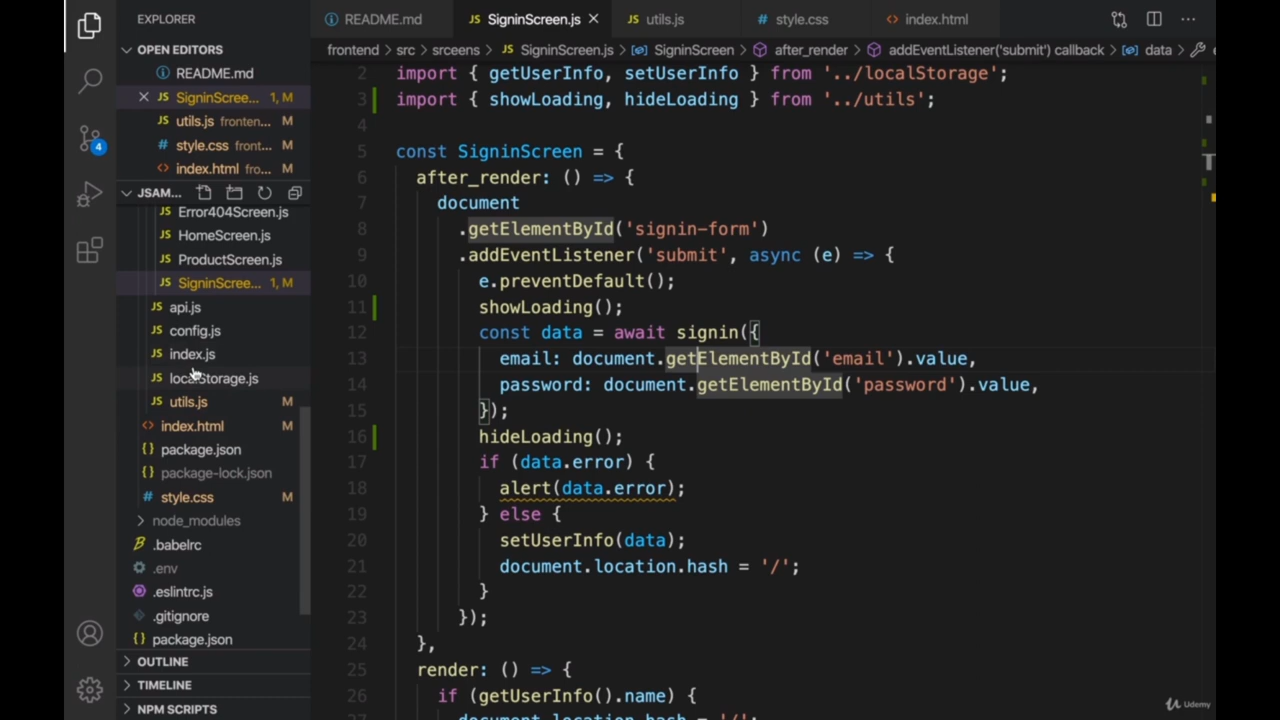 EXPLORER
OPEN EDITORS
README.md
SigninScree... 1, M
utils.js fronten... M
style.css front... M
index.html fro... M
JSAM...
Error404Screen.js
HomeScreen.js
ProductScreen.js
SigninScree... 1, M
api.js
config.js
index.js
localStorage.js
utils.js M
index.html M
package.json
package-lock.json
style.css M
node_modules
.babelrc
.env
.eslintrc.js
.gitignore
package.json
OUTLINE
TIMELINE
NPM SCRIPTS
4
README.md SigninScreen.js utils.js style.css index.html
frontend > src > srceens > SigninScreen.js > SigninScreen > after_render > addEventListener('submit') callback > data > e
2 import { getUserInfo, setUserInfo } from '../localStorage';
3 import { showLoading, hideLoading } from '../utils';
4
5 const SigninScreen = {
6 after_render: () => {
7 document
8 .getElementById('signin-form')
9 .addEventListener('submit', async (e) => {
10 e.preventDefault();
11 showLoading();
12 const data = await signin({
13 email: document.getElementById('email').value,
14 password: document.getElementById('password').value,
15 });
16 hideLoading();
17 if (data.error) {
18 alert(data.error);
19 } else {
20 setUserInfo(data);
21 document.location.hash = '/';
22 }
23 });
24 },
25 render: () => {
26 if (getUserInfo().name) {
27 document.location.hash = '/';
Udemy